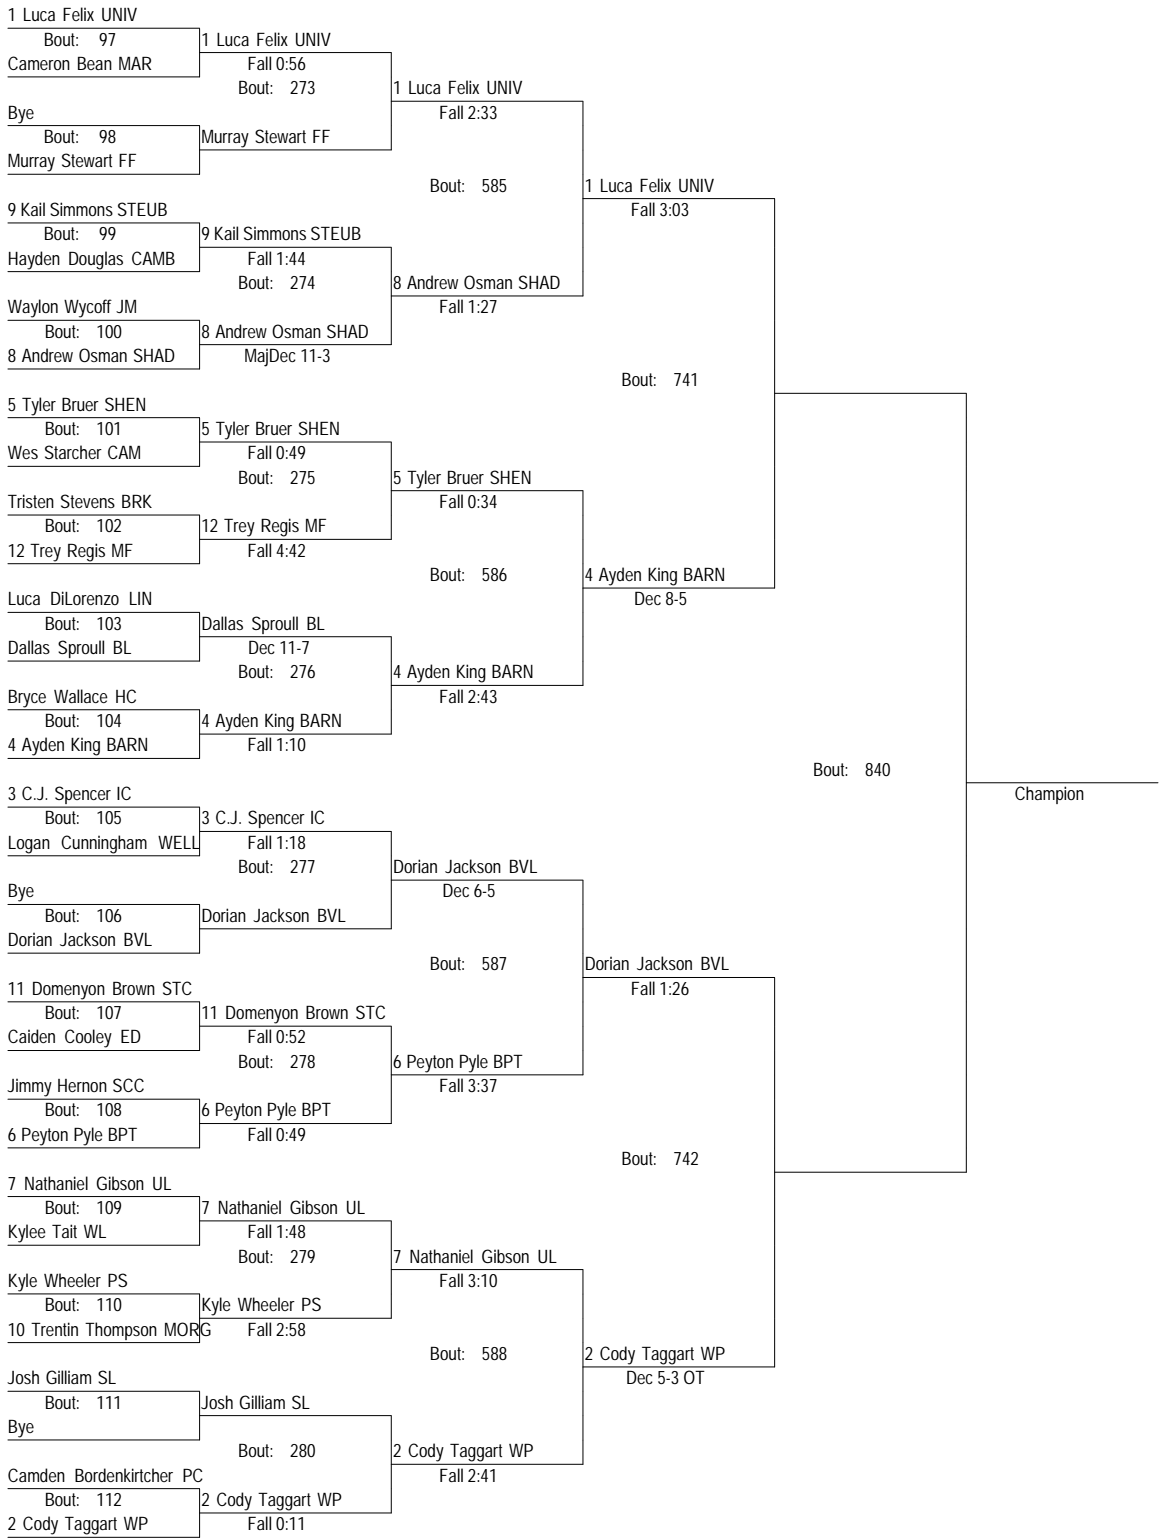 1 Luca Felix UNIV
Bout: 97
1 Luca Felix UNIV
Cameron Bean MAR
Fall 0:56
Bout: 273
1 Luca Felix UNIV
Bye
Fall 2:33
Bout: 98
Murray Stewart FF
Murray Stewart FF
Bout: 585
1 Luca Felix UNIV
9 Kail Simmons STEUB
Fall 3:03
Bout: 99
9 Kail Simmons STEUB
Hayden Douglas CAMB
Fall 1:44
Bout: 274
8 Andrew Osman SHAD
Waylon Wycoff JM
Fall 1:27
Bout: 100
8 Andrew Osman SHAD
8 Andrew Osman SHAD
MajDec 11-3
Bout: 741
5 Tyler Bruer SHEN
Bout: 101
5 Tyler Bruer SHEN
Wes Starcher CAM
Fall 0:49
Bout: 275
5 Tyler Bruer SHEN
Tristen Stevens BRK
Fall 0:34
Bout: 102
12 Trey Regis MF
12 Trey Regis MF
Fall 4:42
Bout: 586
4 Ayden King BARN
Luca DiLorenzo LIN
Dec 8-5
Bout: 103
Dallas Sproull BL
Dallas Sproull BL
Dec 11-7
Bout: 276
4 Ayden King BARN
Bryce Wallace HC
Fall 2:43
Bout: 104
4 Ayden King BARN
4 Ayden King BARN
Fall 1:10
Bout: 840
3 C.J. Spencer IC
Champion
Bout: 105
3 C.J. Spencer IC
Logan Cunningham WELL
Fall 1:18
Bout: 277
Dorian Jackson BVL
Bye
Dec 6-5
Bout: 106
Dorian Jackson BVL
Dorian Jackson BVL
Bout: 587
Dorian Jackson BVL
11 Domenyon Brown STC
Fall 1:26
Bout: 107
11 Domenyon Brown STC
Caiden Cooley ED
Fall 0:52
Bout: 278
6 Peyton Pyle BPT
Jimmy Hernon SCC
Fall 3:37
Bout: 108
6 Peyton Pyle BPT
6 Peyton Pyle BPT
Fall 0:49
Bout: 742
7 Nathaniel Gibson UL
Bout: 109
7 Nathaniel Gibson UL
Kylee Tait WL
Fall 1:48
Bout: 279
7 Nathaniel Gibson UL
Kyle Wheeler PS
Fall 3:10
Bout: 110
Kyle Wheeler PS
10 Trentin Thompson MORG
Fall 2:58
Bout: 588
2 Cody Taggart WP
Josh Gilliam SL
Dec 5-3 OT
Bout: 111
Josh Gilliam SL
Bye
Bout: 280
2 Cody Taggart WP
Camden Bordenkirtcher PC
Fall 2:41
Bout: 112
2 Cody Taggart WP
2 Cody Taggart WP
Fall 0:11